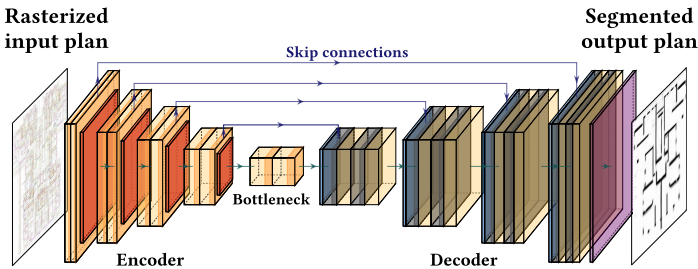 Rasterized
input plan
Segmented
output plan
Skip connections
Bottleneck
Encoder
Decoder